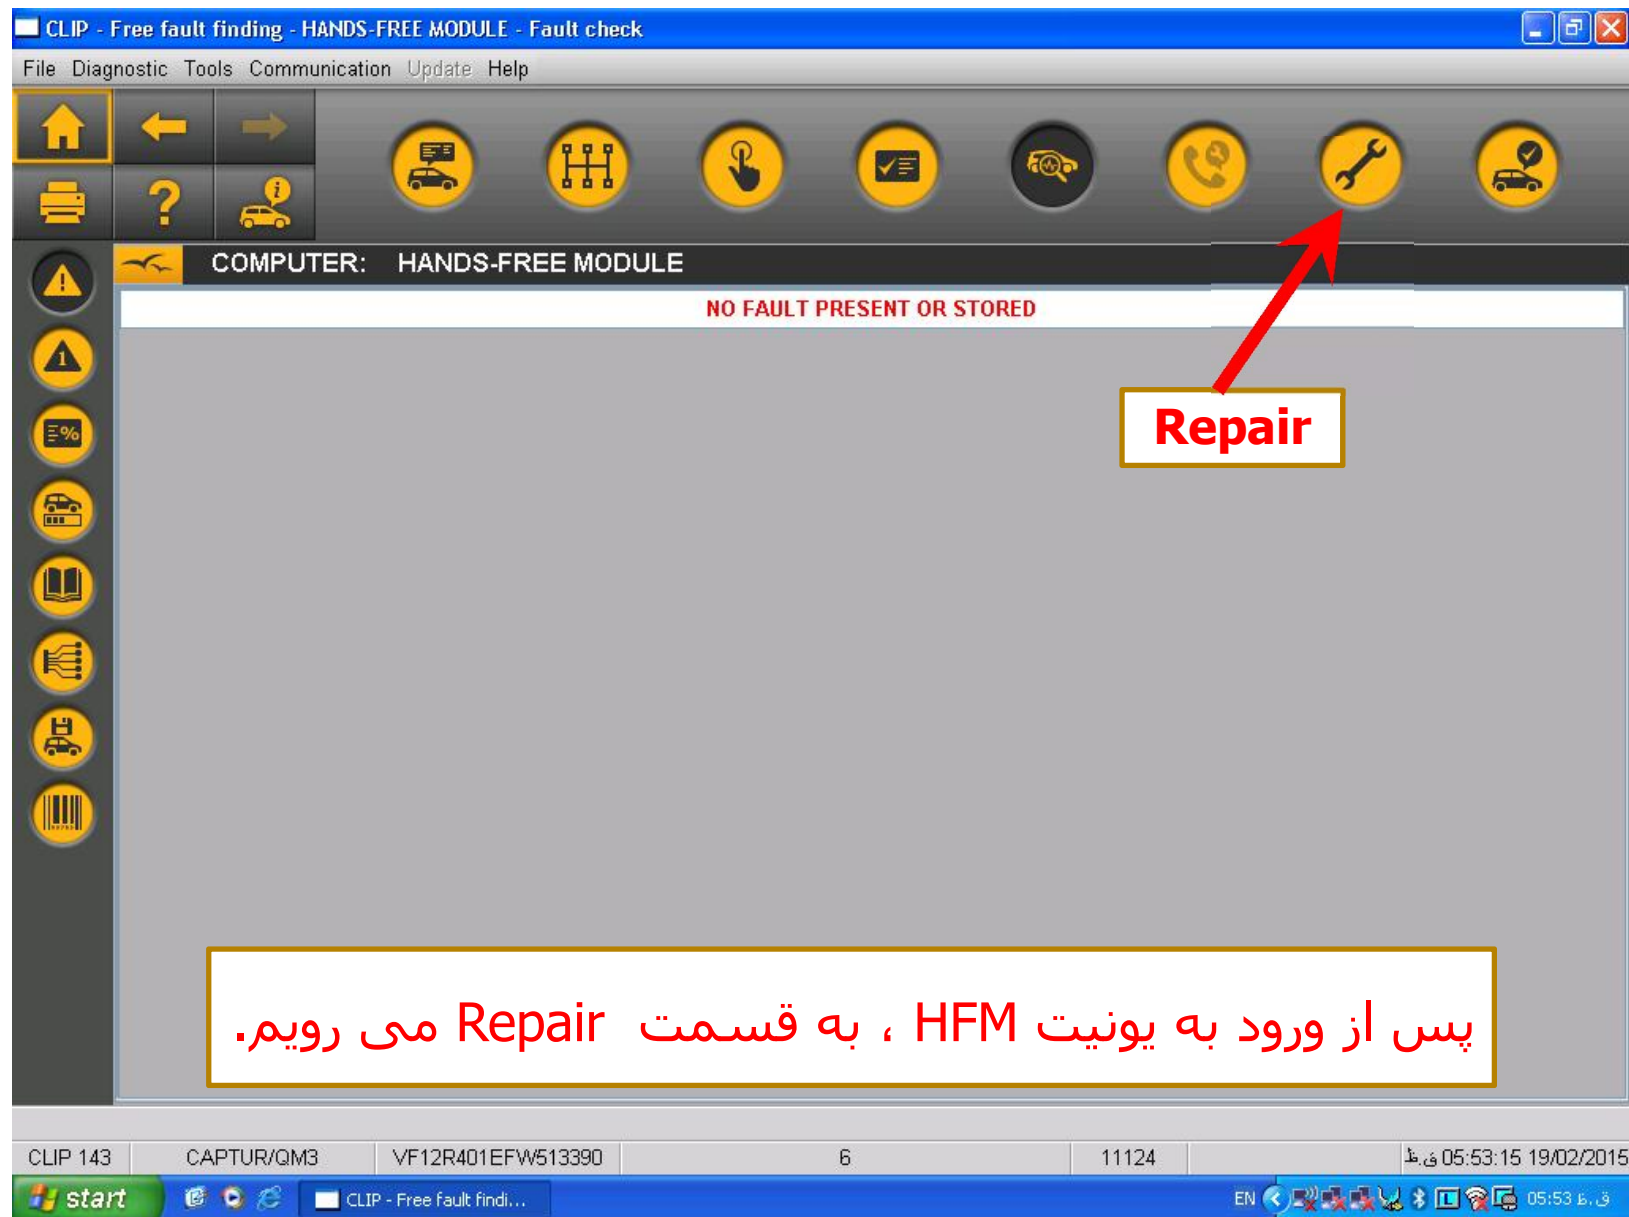 CLIP - Free fault finding - HANDS-FREE MODULE - Fault check
File Diagnostic Tools Communication Update Help
COMPUTER: HANDS-FREE MODULE
NO FAULT PRESENT OR STORED
Repair
پس از ورود به یونیت HFM ، به قسمت Repair می رویم.
CLIP 143 CAPTUR/QM3 VF12R401EFW513390 6 11124 05:53:15 19/02/2015 ق.ظ
start CLIP - Free fault findi... EN 05:53 ق.ظ